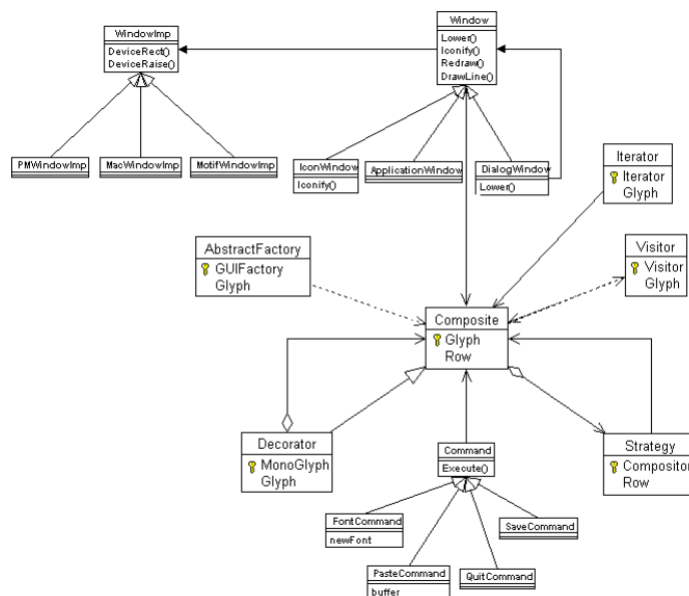 WindowImp
DeviceRect()
DeviceRaise()
Window
Lower()
Iconify()
Redraw()
DrawLine()
PMWindowImp
MacWindowImp
MotifWindowImp
IconWindow
Iconify()
ApplicationWindow
DialogWindow
Lower()
Iterator
Iterator
Glyph
AbstractFactory
GUIFactory
Glyph
Visitor
Visitor
Glyph
Composite
Glyph
Row
Decorator
MonoGlyph
Glyph
Command
Execute()
Strategy
Compositor
Row
FontCommand
newFont
SaveCommand
PasteCommand
buffer
QuitCommand